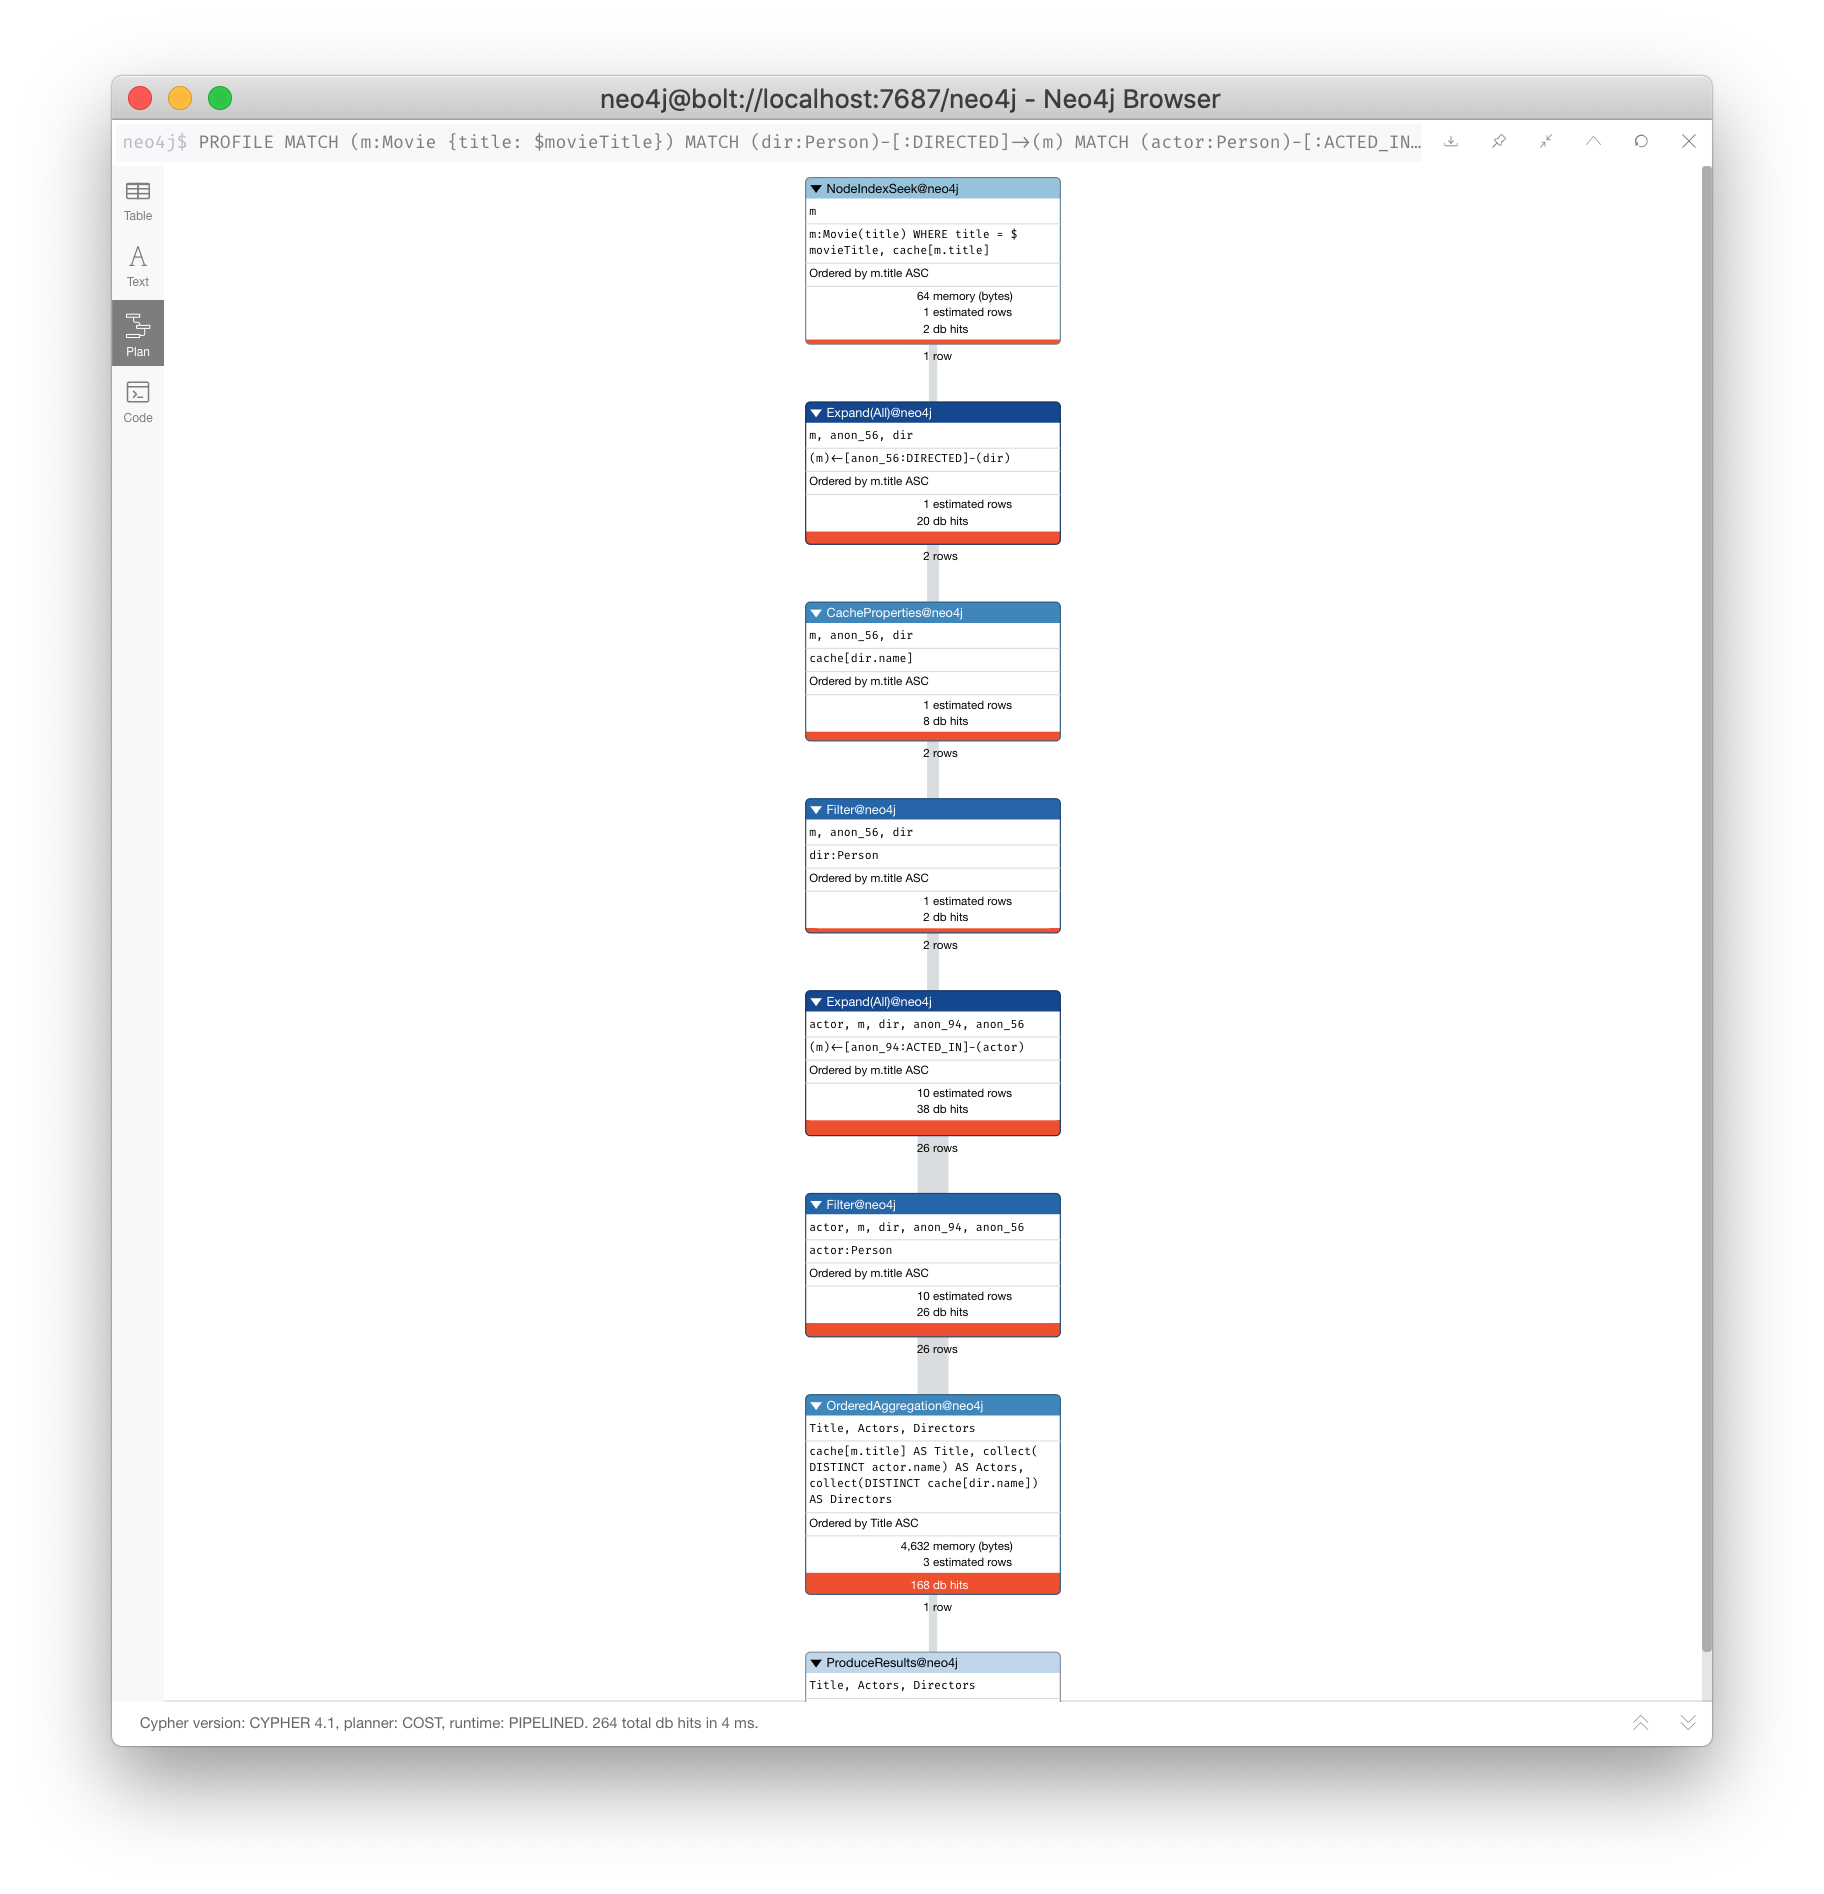 neo4j@bolt://localhost:7687/neo4j - Neo4j Browser
neo4j$ PROFILE MATCH (m:Movie {title: $movieTitle}) MATCH (dir:Person)-[:DIRECTED]->(m) MATCH (actor:Person)-[:ACTED_IN…
Table
Text
Plan
Code
NodeIndexSeek@neo4j
m
m:Movie(title) WHERE title = $
movieTitle, cache[m.title]
Ordered by m.title ASC
64 memory (bytes)
1 estimated rows
2 db hits
1 row
Expand(All)@neo4j
m, anon_56, dir
(m)<-[anon_56:DIRECTED]-(dir)
Ordered by m.title ASC
1 estimated rows
20 db hits
2 rows
CacheProperties@neo4j
m, anon_56, dir
cache[dir.name]
Ordered by m.title ASC
1 estimated rows
8 db hits
2 rows
Filter@neo4j
m, anon_56, dir
dir:Person
Ordered by m.title ASC
1 estimated rows
2 db hits
2 rows
Expand(All)@neo4j
actor, m, dir, anon_94, anon_56
(m)<-[anon_94:ACTED_IN]-(actor)
Ordered by m.title ASC
10 estimated rows
38 db hits
26 rows
Filter@neo4j
actor, m, dir, anon_94, anon_56
actor:Person
Ordered by m.title ASC
10 estimated rows
26 db hits
26 rows
OrderedAggregation@neo4j
Title, Actors, Directors
cache[m.title] AS Title, collect(
DISTINCT actor.name) AS Actors,
collect(DISTINCT cache[dir.name])
AS Directors
Ordered by Title ASC
4,632 memory (bytes)
3 estimated rows
168 db hits
1 row
ProduceResults@neo4j
Title, Actors, Directors
Cypher version: CYPHER 4.1, planner: COST, runtime: PIPELINED. 264 total db hits in 4 ms.